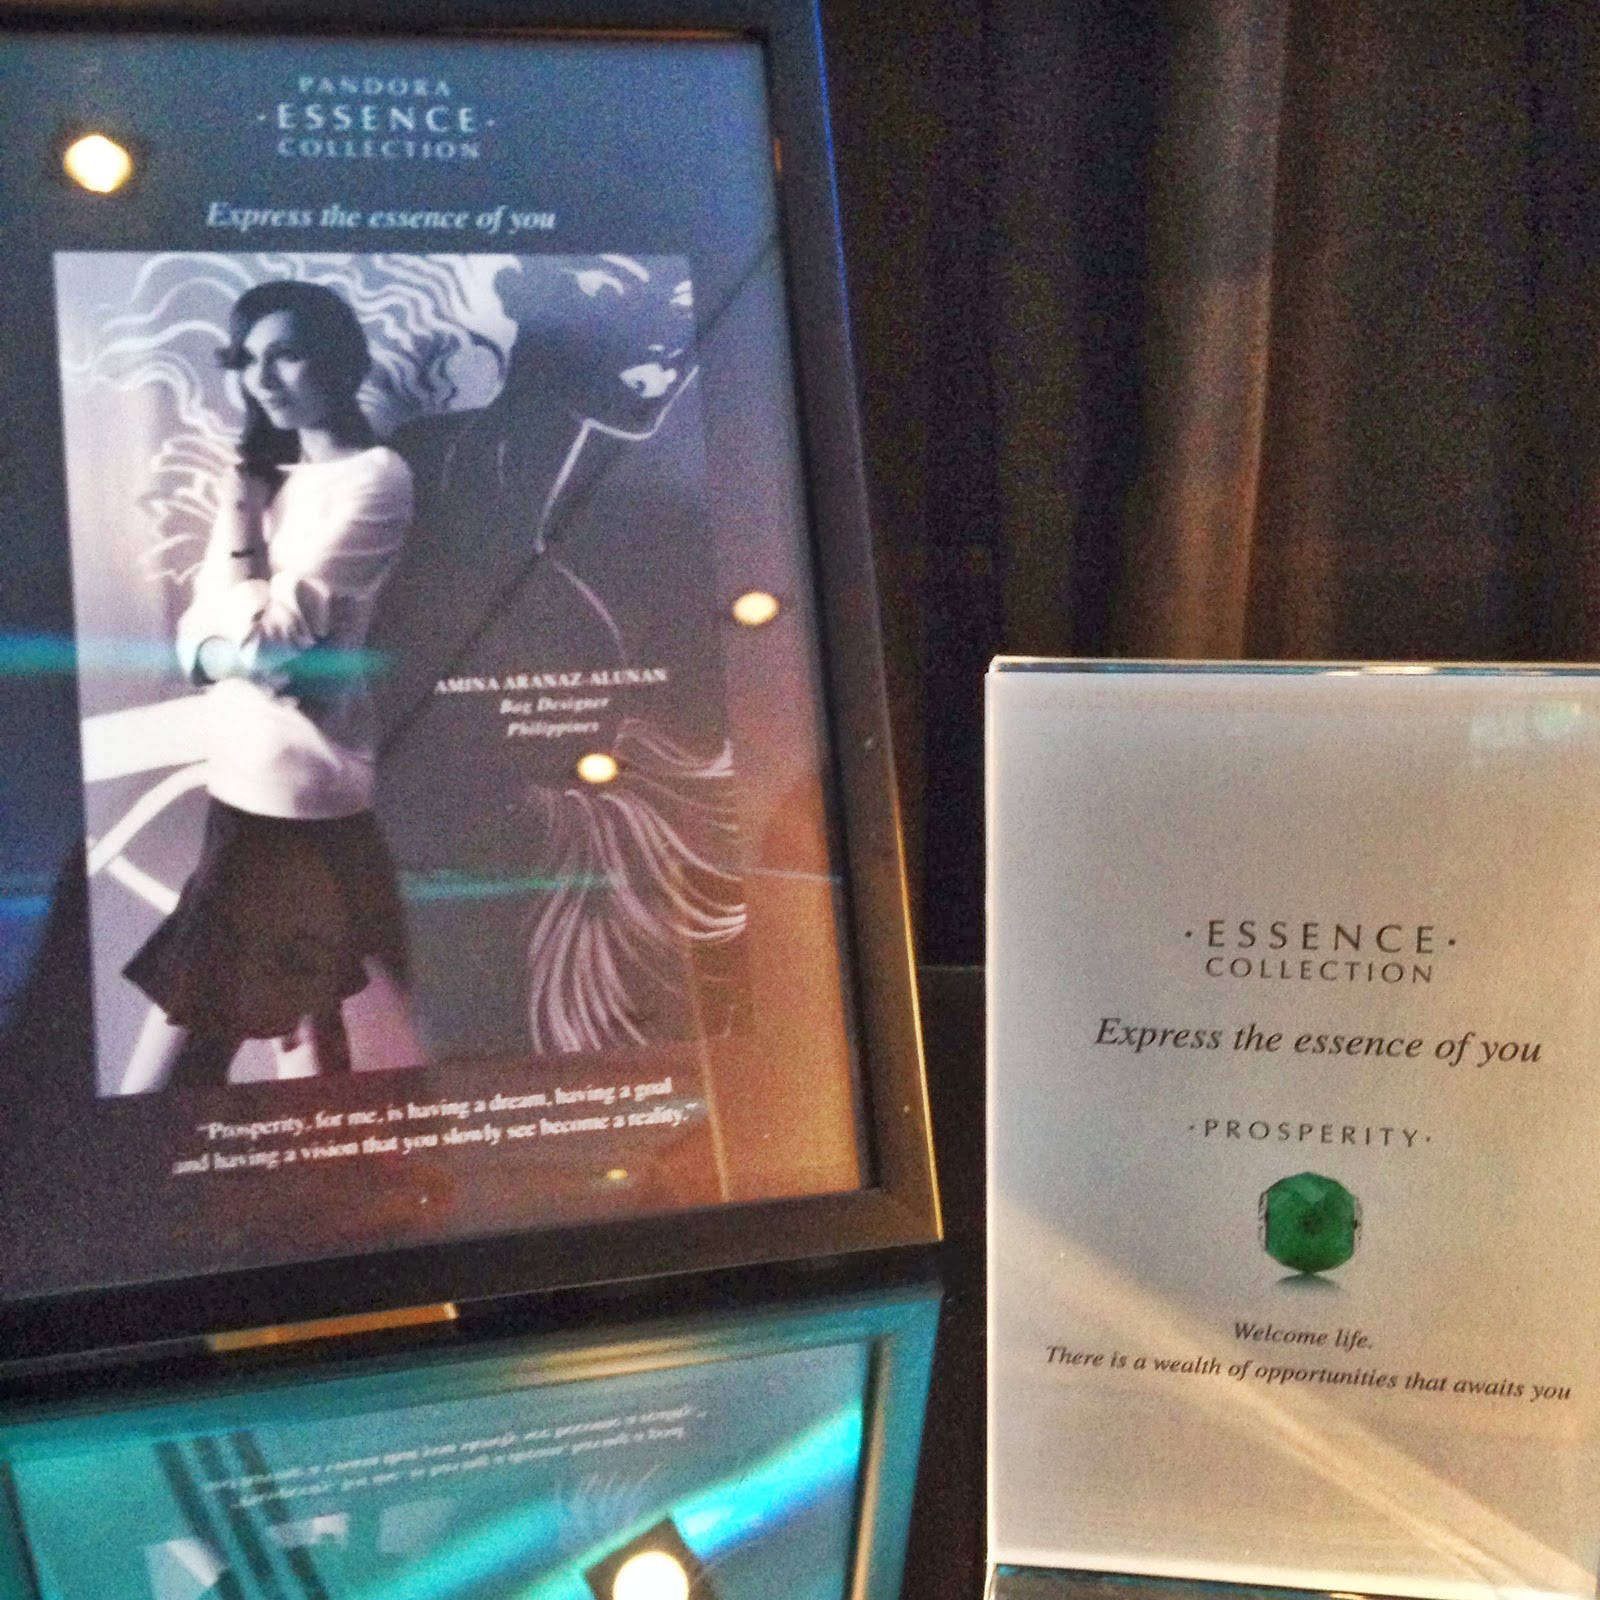 PANDORA
·ESSENCE·
COLLECTION
Express the essence of you
AMINA ARANAZ-ALUNAN
Bag Designer
Philippines
"Prosperity, for me, is having a dream, having a goal
and having a vision that you slowly see become a reality."
·ESSENCE·
COLLECTION
Express the essence of you
·PROSPERITY·
Welcome life.
There is a wealth of opportunities that awaits you